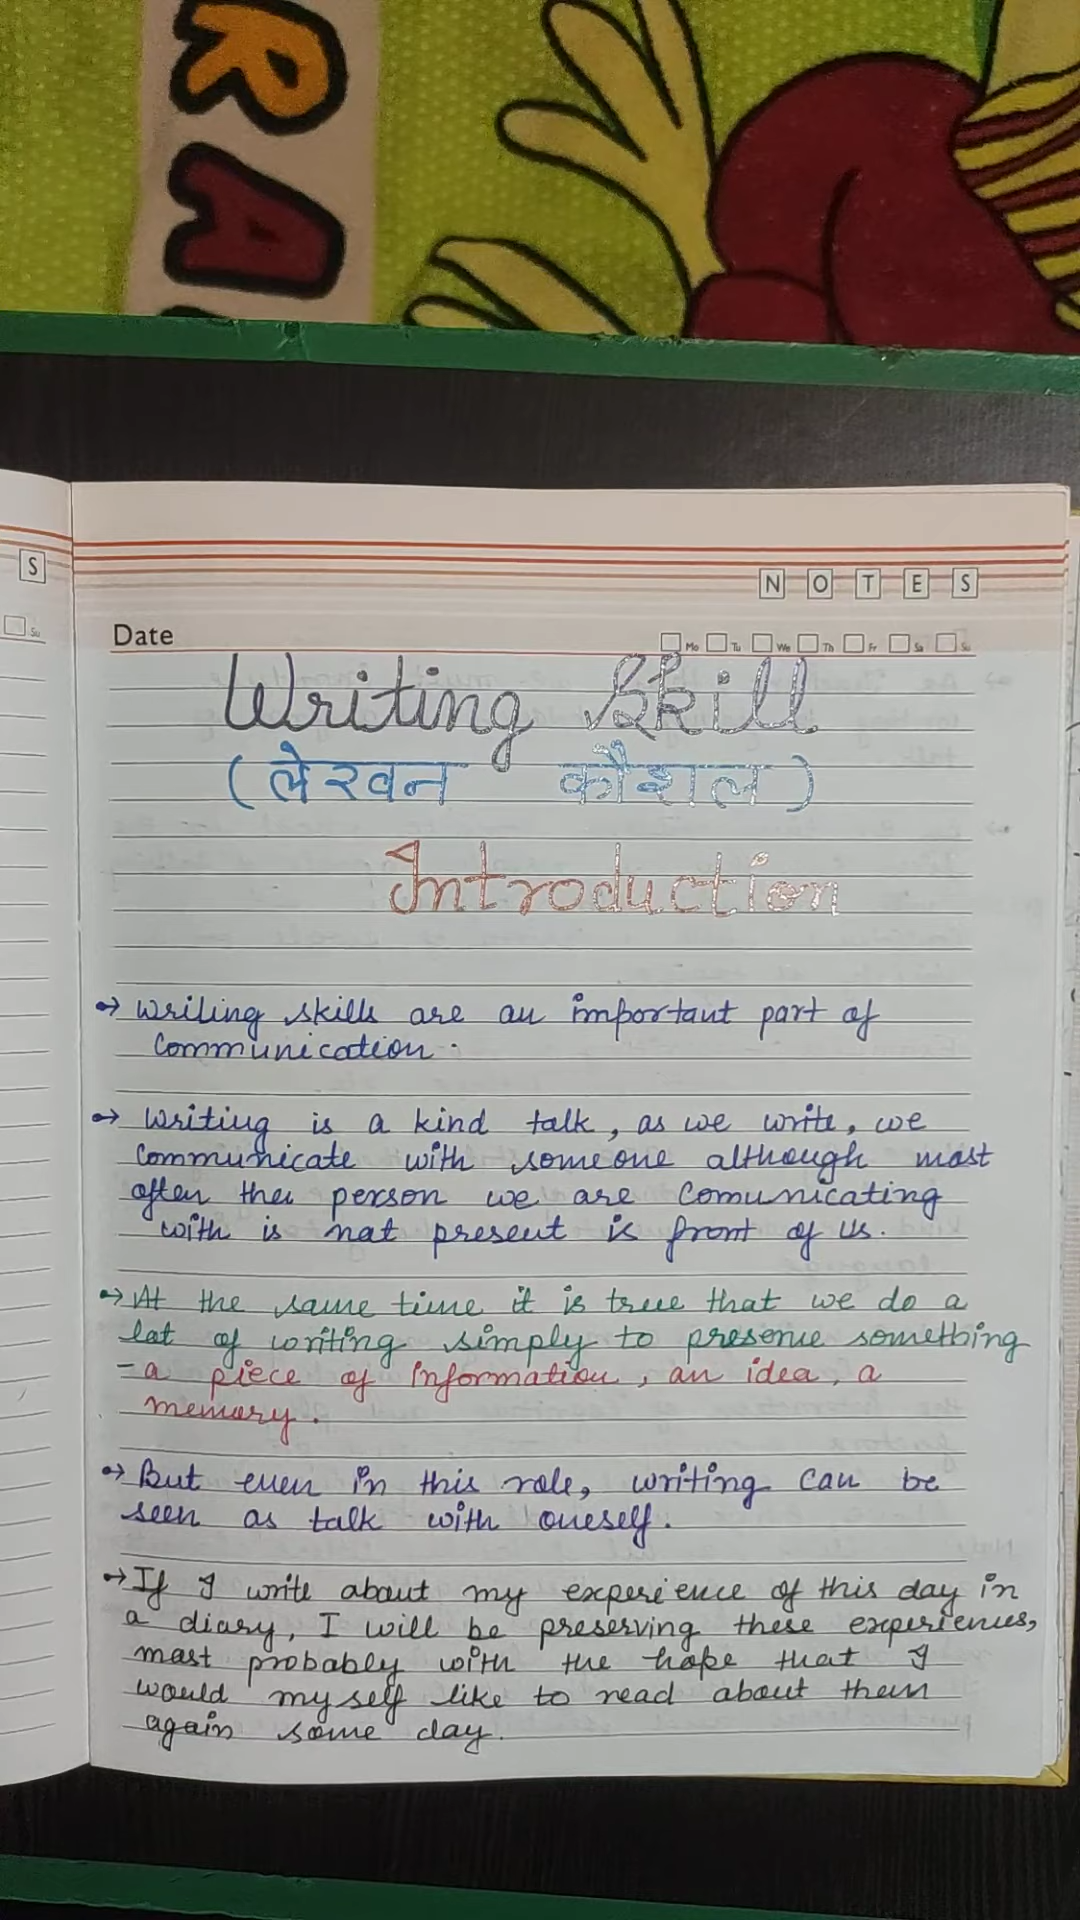 RA
S
Su
NOTES
Date
Mo Tu We Th Fr Sa Su
Writing Skill
(लेखन कौशल)
Introduction
→ Writing skills are an important part of
communication.
→ Writing is a kind talk, as we write, we
communicate with someone although most
often the person we are comunicating
with is not present is front of us.
→ At the same time it is true that we do a
lot of writing simply to preserve something
- a piece of information, an idea, a
memory.
→ But even in this role, writing can be
seen as talk with oneself.
→ If I write about my experience of this day in
a diary, I will be preserving these experiences,
most probably with the hope that I
would myself like to read about them
again some day.